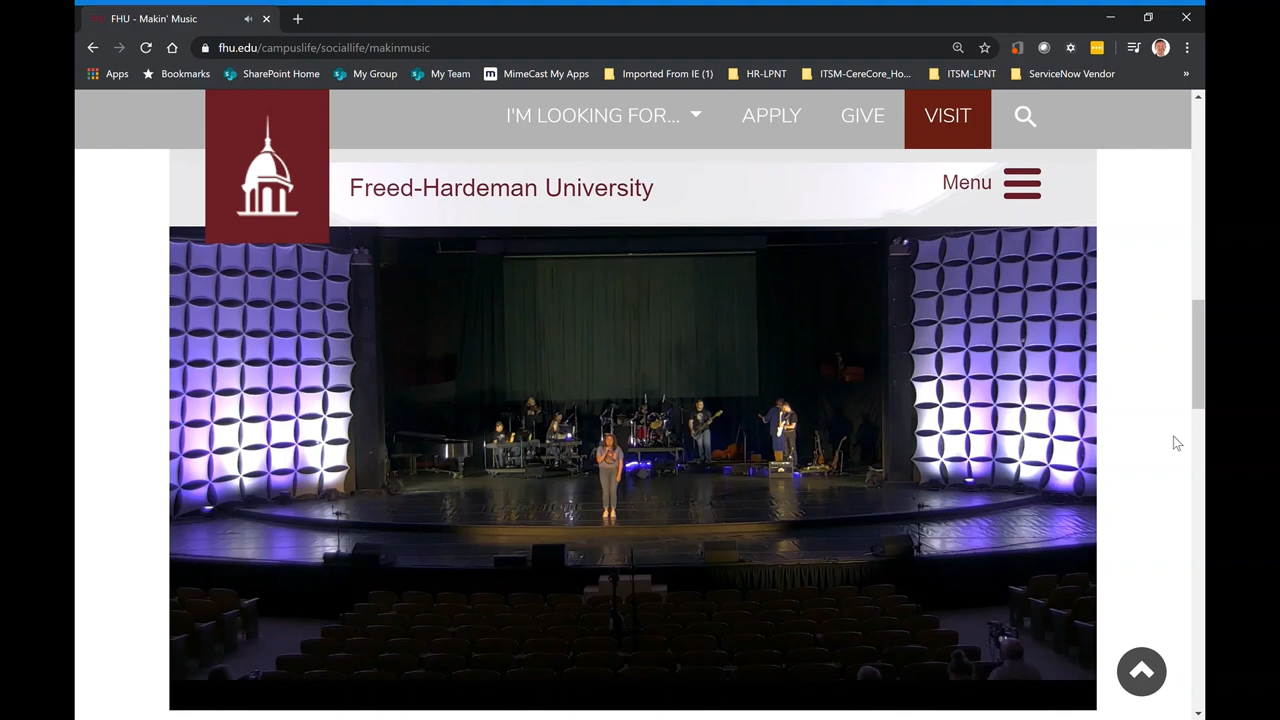 FHU - Makin' Music
fhu.edu/campuslife/sociallife/makinmusic
Apps Bookmarks SharePoint Home My Group My Team MimeCast My Apps Imported From IE (1) HR-LPNT ITSM-CereCore_Ho... ITSM-LPNT ServiceNow Vendor »
I'M LOOKING FOR... APPLY GIVE VISIT
Freed-Hardeman University
Menu